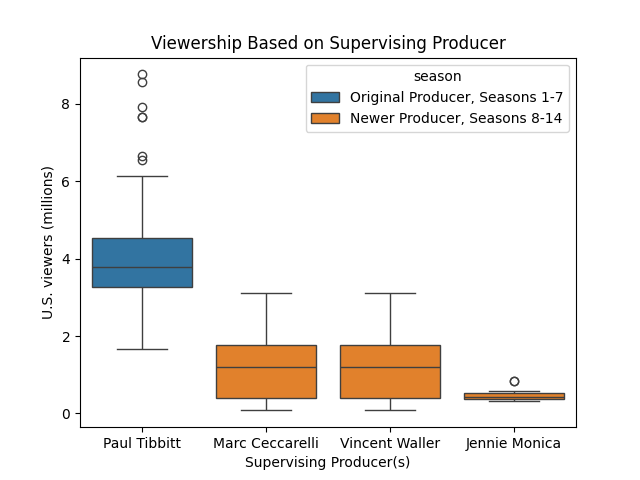 Viewership Based on Supervising Producer
season
Original Producer, Seasons 1-7
Newer Producer, Seasons 8-14
U.S. viewers (millions)
8
6
4
2
0
Paul Tibbitt Marc Ceccarelli Vincent Waller Jennie Monica
Supervising Producer(s)